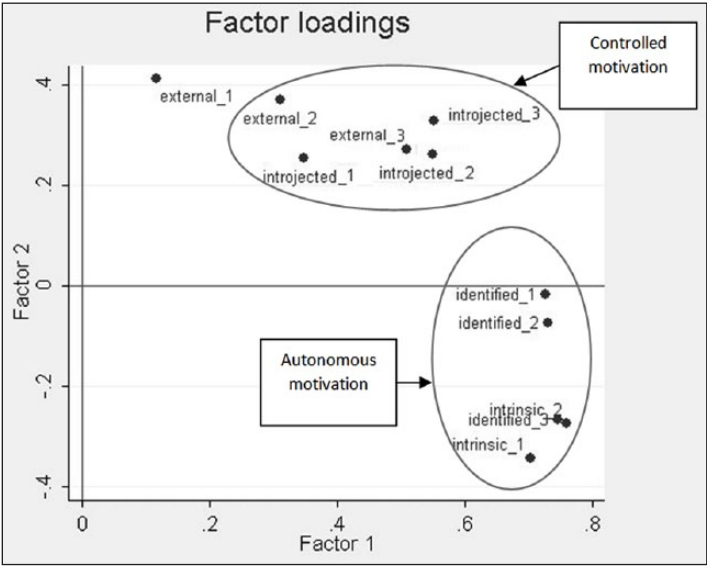 Factor loadings
Controlled
motivation
.4
external_1
external_2
introjected_3
external_3
introjected_1
introjected_2
.2
Factor 2
0
identified_1
identified_2
Autonomous
motivation
-.2
intrinsic_2
identified_3
intrinsic_1
-.4
0
.2
.4
.6
.8
Factor 1